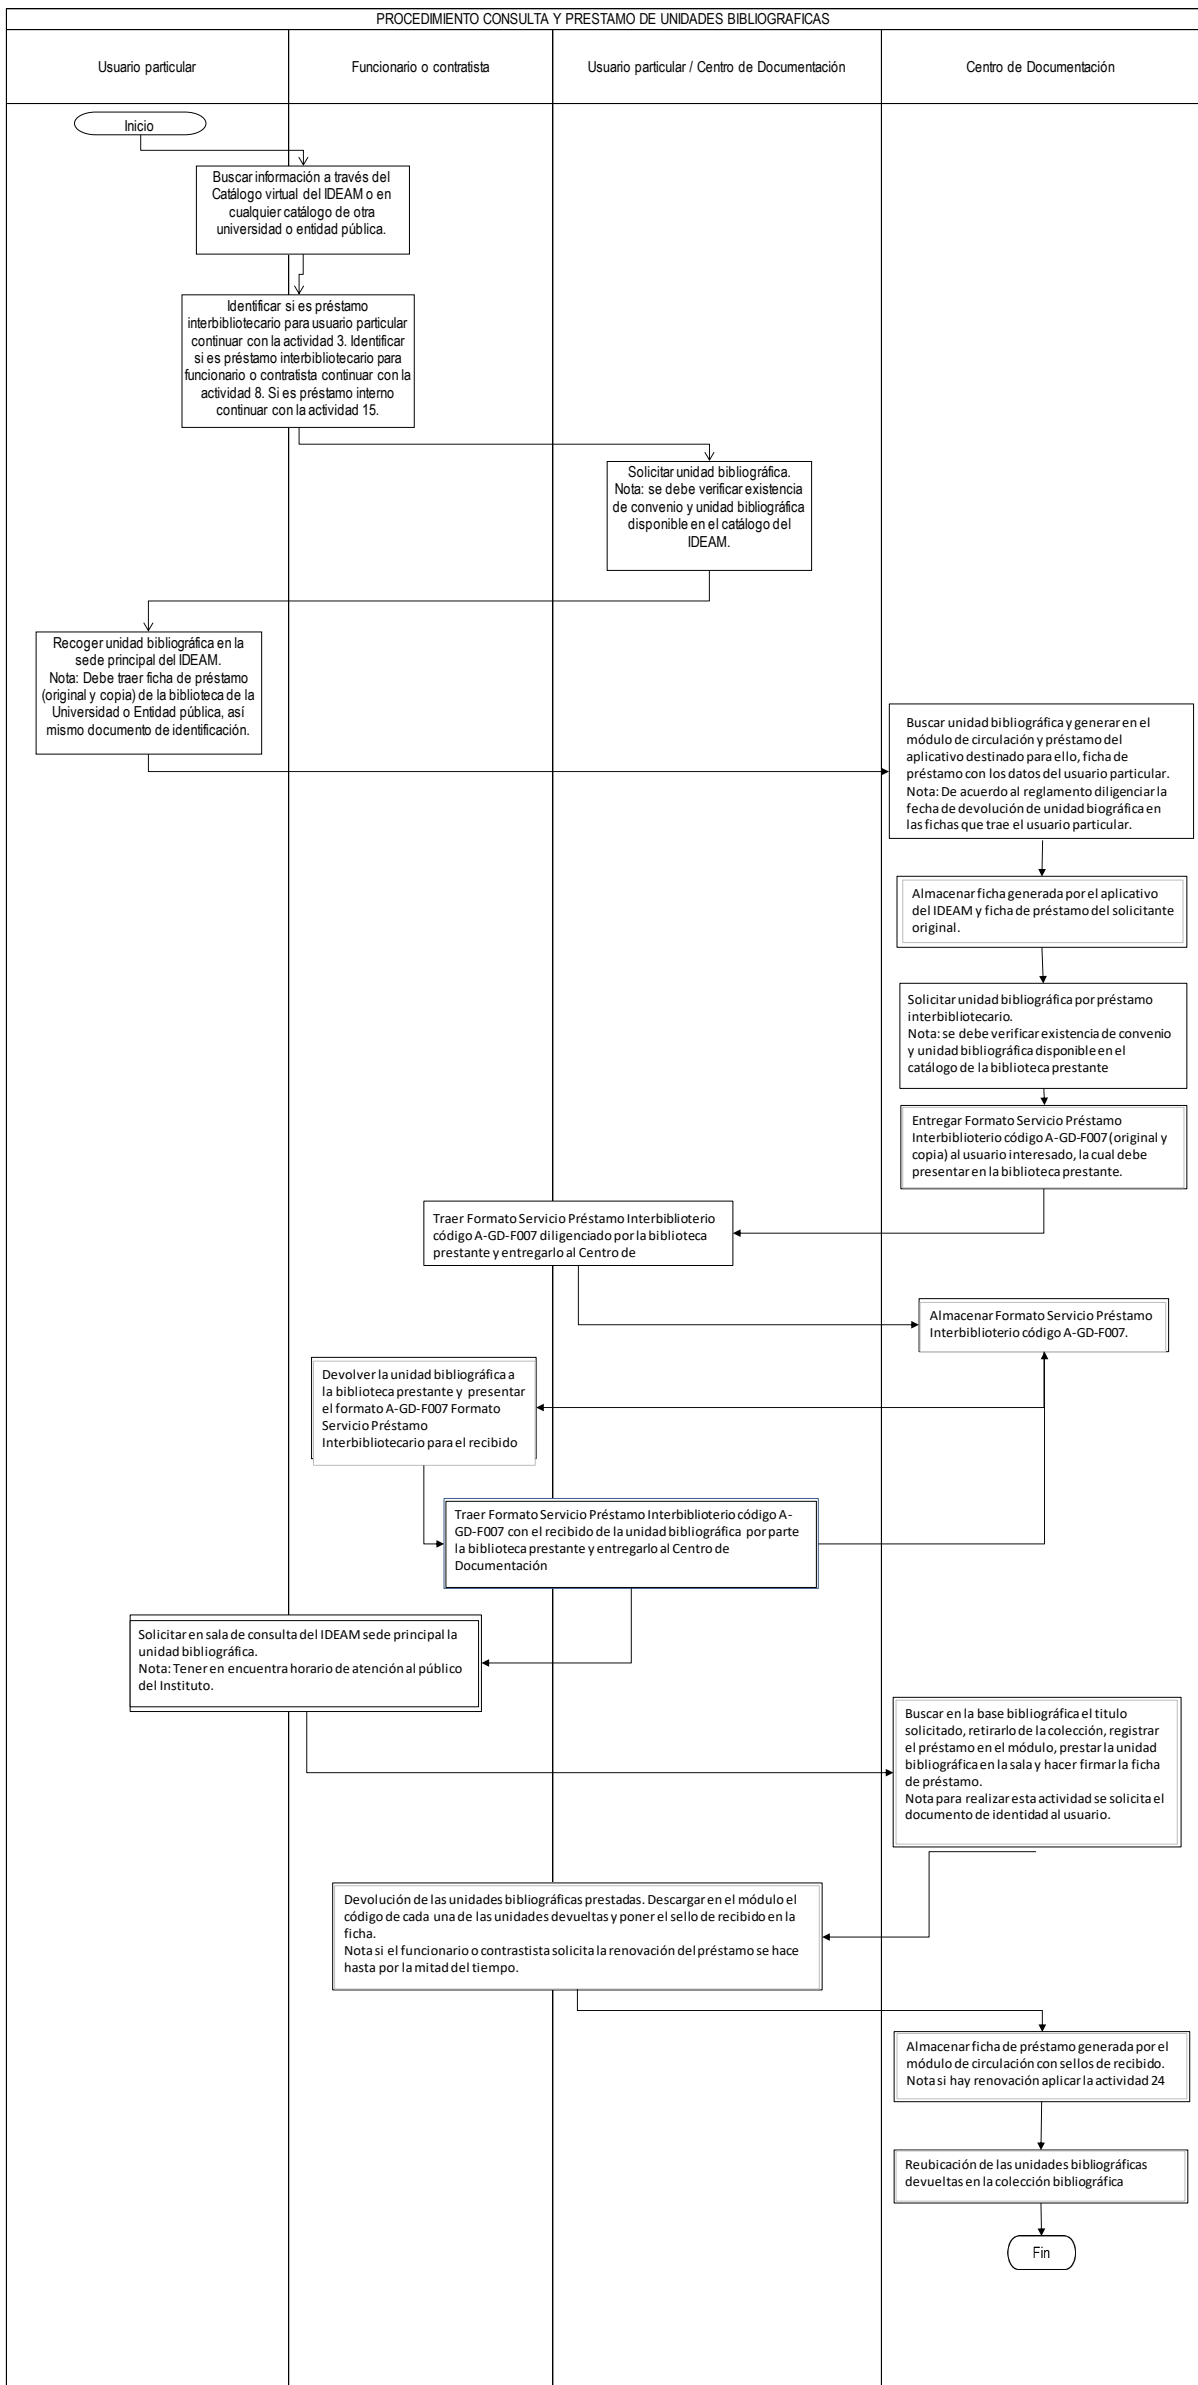 PROCEDIMIENTO CONSULTA Y PRESTAMO DE UNIDADES BIBLIOGRAFICAS
Usuario particular
Funcionario o contratista
Usuario particular / Centro de Documentación
Centro de Documentación
Inicio
Buscar información a través del
Catálogo virtual del IDEAM o en
cualquier catálogo de otra
universidad o entidad pública.
Identificar si es préstamo
interbibliotecario para usuario particular
continuar con la actividad 3. Identificar
si es préstamo interbibliotecario para
funcionario o contratista continuar con la
actividad 8. Si es préstamo interno
continuar con la actividad 15.
Solicitar unidad bibliográfica.
Nota: se debe verificar existencia
de convenio y unidad bibliográfica
disponible en el catálogo del
IDEAM.
Recoger unidad bibliográfica en la
sede principal del IDEAM.
Nota: Debe traer ficha de préstamo
(original y copia) de la biblioteca de la
Universidad o Entidad pública, así
mismo documento de identificación.
Buscar unidad bibliográfica y generar en el
módulo de circulación y préstamo del
aplicativo destinado para ello, ficha de
préstamo con los datos del usuario particular.
Nota: De acuerdo al reglamento diligenciar la
fecha de devolución de unidad biográfica en
las fichas que trae el usuario particular.
Almacenar ficha generada por el aplicativo
del IDEAM y ficha de préstamo del solicitante
original.
Solicitar unidad bibliográfica por préstamo
interbibliotecario.
Nota: se debe verificar existencia de convenio
y unidad bibliográfica disponible en el
catálogo de la biblioteca prestante
Entregar Formato Servicio Préstamo
Interbiblioterio código A-GD-F007 (original y
copia) al usuario interesado, la cual debe
presentar en la biblioteca prestante.
Traer Formato Servicio Préstamo Interbiblioterio
código A-GD-F007 diligenciado por la biblioteca
prestante y entregarlo al Centro de
Almacenar Formato Servicio Préstamo
Interbiblioterio código A-GD-F007.
Devolver la unidad bibliográfica a
la biblioteca prestante y presentar
el formato A-GD-F007 Formato
Servicio Préstamo
Interbibliotecario para el recibido
Traer Formato Servicio Préstamo Interbiblioterio código A-
GD-F007 con el recibido de la unidad bibliográfica por parte
la biblioteca prestante y entregarlo al Centro de
Documentación
Solicitar en sala de consulta del IDEAM sede principal la
unidad bibliográfica.
Nota: Tener en encuentra horario de atención al público
del Instituto.
Buscar en la base bibliográfica el titulo
solicitado, retirarlo de la colección, registrar
el préstamo en el módulo, prestar la unidad
bibliográfica en la sala y hacer firmar la ficha
de préstamo.
Nota para realizar esta actividad se solicita el
documento de identidad al usuario.
Devolución de las unidades bibliográficas prestadas. Descargar en el módulo el
código de cada una de las unidades devueltas y poner el sello de recibido en la
ficha.
Nota si el funcionario o contrastista solicita la renovación del préstamo se hace
hasta por la mitad del tiempo.
Almacenar ficha de préstamo generada por el
módulo de circulación con sellos de recibido.
Nota si hay renovación aplicar la actividad 24
Reubicación de las unidades bibliográficas
devueltas en la colección bibliográfica
Fin